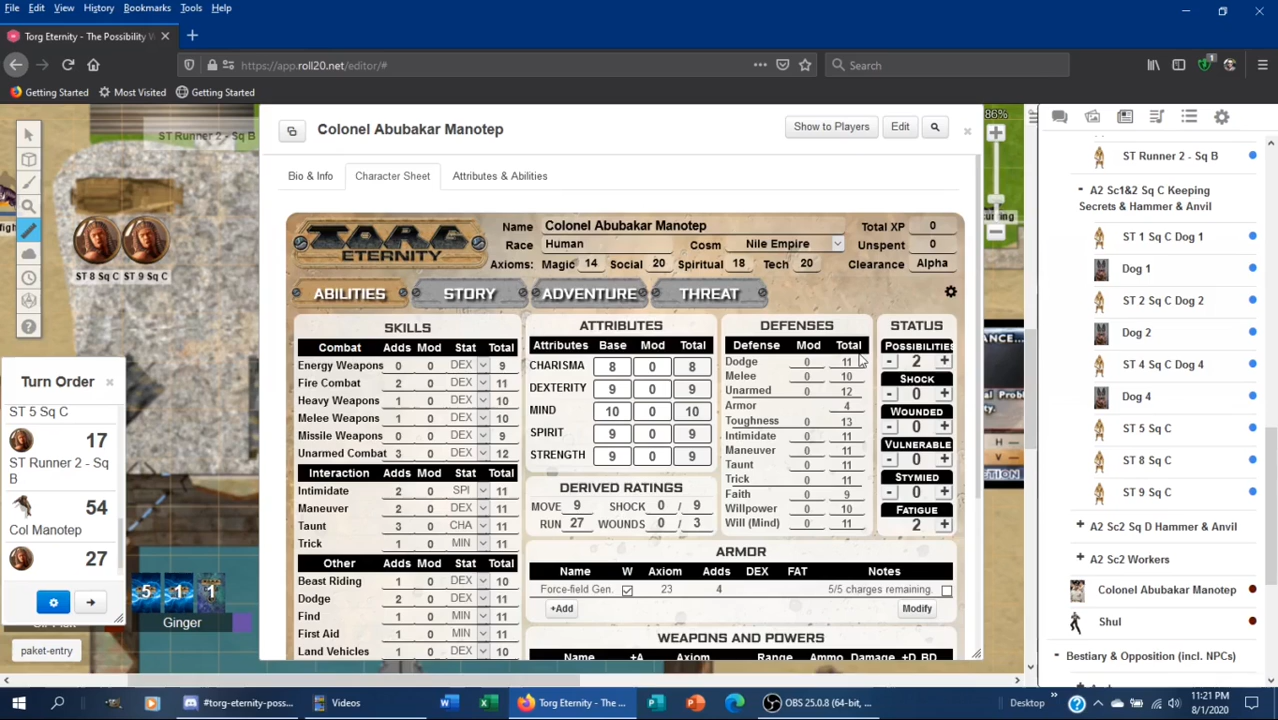 File Edit View History Bookmarks Tools Help
Torg Eternity - The Possibility W
https://app.roll20.net/editor/#
Search
Getting Started Most Visited Getting Started
ST Runner 2 - Sq B
ST 8 Sq C ST 9 Sq C
Colonel Abubakar Manotep
Show to Players Edit
Bio & Info Character Sheet Attributes & Abilities
TORG ETERNITY
Name Colonel Abubakar Manotep Total XP 0
Race Human Cosm Nile Empire Unspent 0
Axioms: Magic 14 Social 20 Spiritual 18 Tech 20 Clearance Alpha
ABILITIES STORY ADVENTURE THREAT
SKILLS
Combat Adds Mod Stat Total
Energy Weapons 0 0 DEX 9
Fire Combat 2 0 DEX 11
Heavy Weapons 1 0 DEX 10
Melee Weapons 1 0 DEX 10
Missile Weapons 0 0 DEX 9
Unarmed Combat 3 0 DEX 12
Interaction Adds Mod Stat Total
Intimidate 2 0 SPI 11
Maneuver 2 0 DEX 11
Taunt 3 0 CHA 11
Trick 1 0 MIN 11
Other Adds Mod Stat Total
Beast Riding 1 0 DEX 10
Dodge 2 0 DEX 11
Find 1 0 MIN 11
First Aid 1 0 MIN 11
Land Vehicles 1 0 DEX 10
ATTRIBUTES
Attributes Base Mod Total
CHARISMA 8 0 8
DEXTERITY 9 0 9
MIND 10 0 10
SPIRIT 9 0 9
STRENGTH 9 0 9
DERIVED RATINGS
MOVE 9 SHOCK 0 / 9
RUN 27 WOUNDS 0 / 3
DEFENSES
Defense Mod Total
Dodge 0 11
Melee 0 10
Unarmed 0 12
Armor 4
Toughness 0 13
Intimidate 0 11
Maneuver 0 11
Taunt 0 11
Trick 0 11
Faith 0 9
Willpower 0 10
Will (Mind) 0 11
STATUS
POSSIBILITIES
- 2 +
SHOCK
- 0 +
WOUNDED
- 0 +
VULNERABLE
- 0 +
STYMIED
- 0 +
FATIGUE
2 +
ARMOR
Name W Axiom Adds DEX FAT Notes
Force-field Gen. 23 4 5/5 charges remaining.
+Add Modify
WEAPONS AND POWERS
Name +A Axiom Range Ammo Damage +D BD
Turn Order
ST 5 Sq C
17
ST Runner 2 - Sq B
54
Col Manotep
27
5 1 1
Ginger
paket-entry
86%
ST Runner 2 - Sq B
A2 Sc1&2 Sq C Keeping
Secrets & Hammer & Anvil
ST 1 Sq C Dog 1
Dog 1
ST 2 Sq C Dog 2
Dog 2
ST 4 Sq C Dog 4
Dog 4
ST 5 Sq C
ST 8 Sq C
ST 9 Sq C
A2 Sc2 Sq D Hammer & Anvil
A2 Sc2 Workers
Colonel Abubakar Manotep
Shul
Bestiary & Opposition (incl. NPCs)
#torg-eternity-poss... Videos Torg Eternity - The ... OBS 25.0.8 (64-bit, ...
Desktop
11:21 PM
8/1/2020